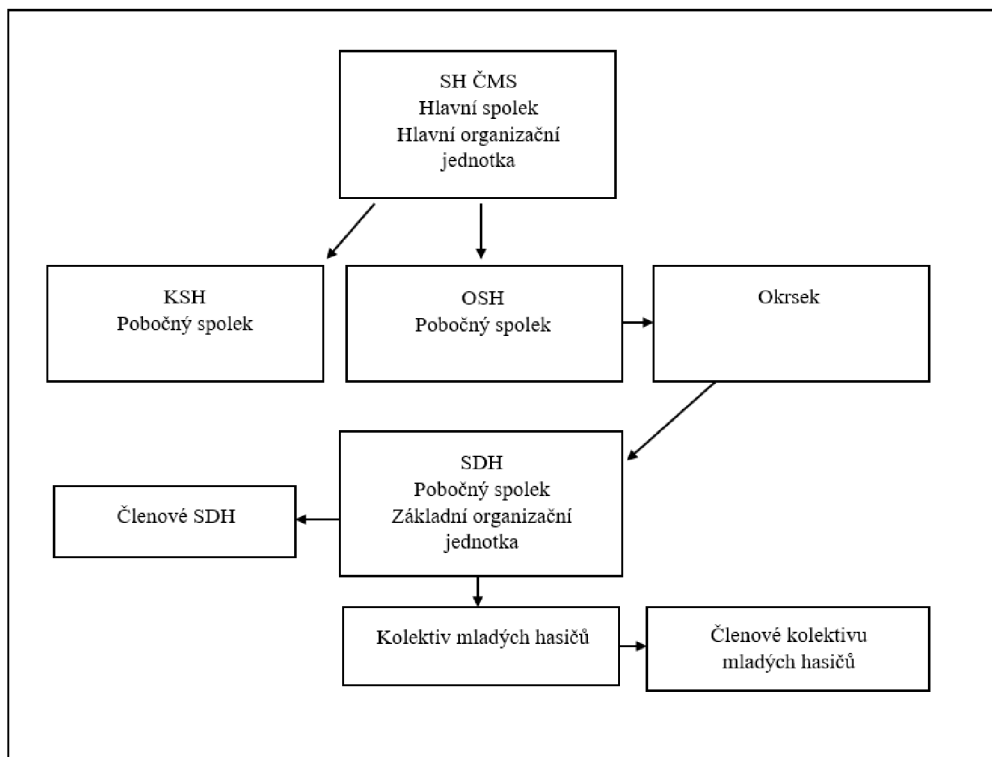 SH ČMS
Hlavní spolek
Hlavní organizační
jednotka
KSH
Pobočný spolek
OSH
Pobočný spolek
Okrsek
SDH
Pobočný spolek
Základní organizační
jednotka
Členové SDH
Kolektiv mladých hasičů
Členové kolektivu
mladých hasičů